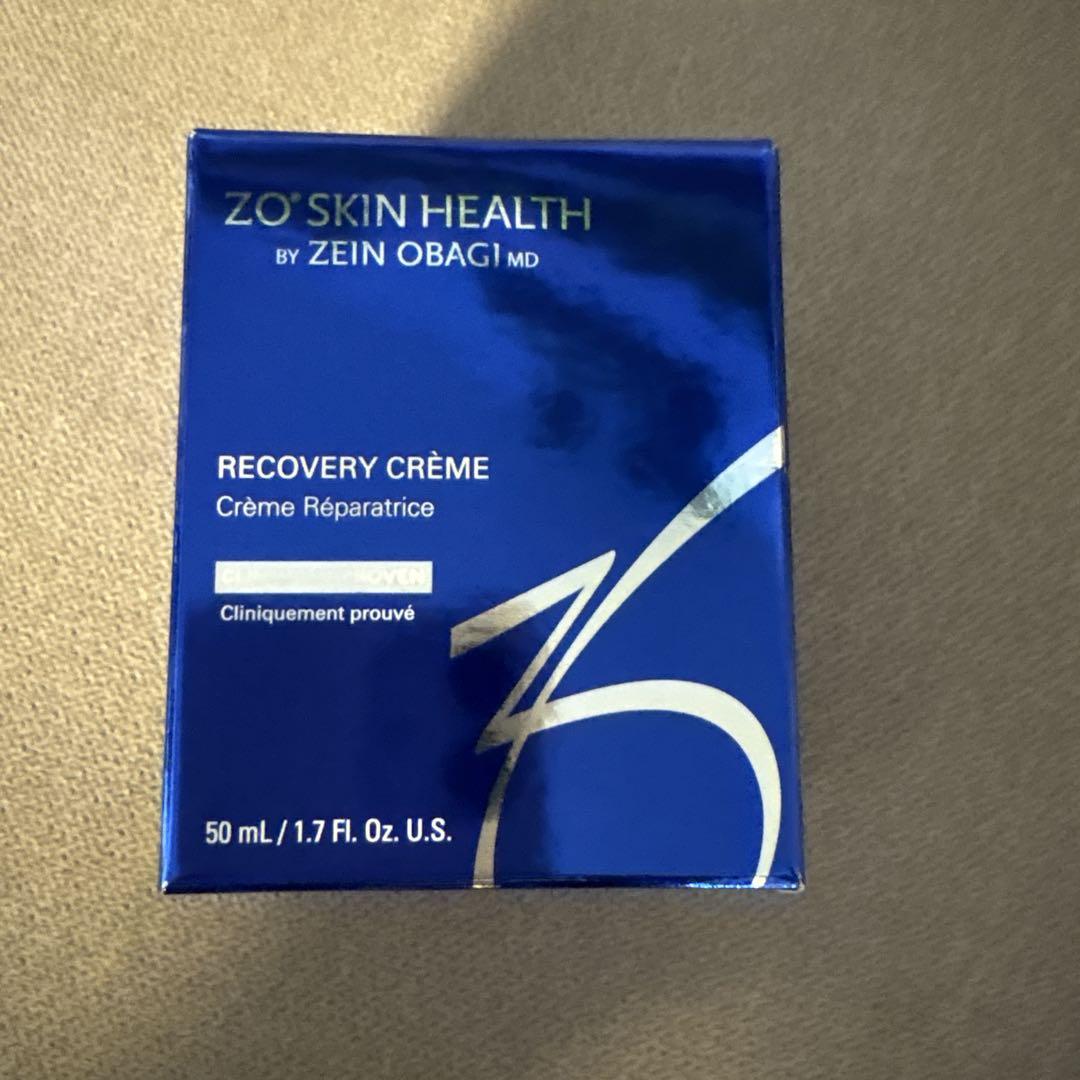 ZO® SKIN HEALTH
BY ZEIN OBAGI MD
RECOVERY CRÈME
Crème Réparatrice
Cliniquement prouvé
50 mL / 1.7 Fl. Oz. U.S.